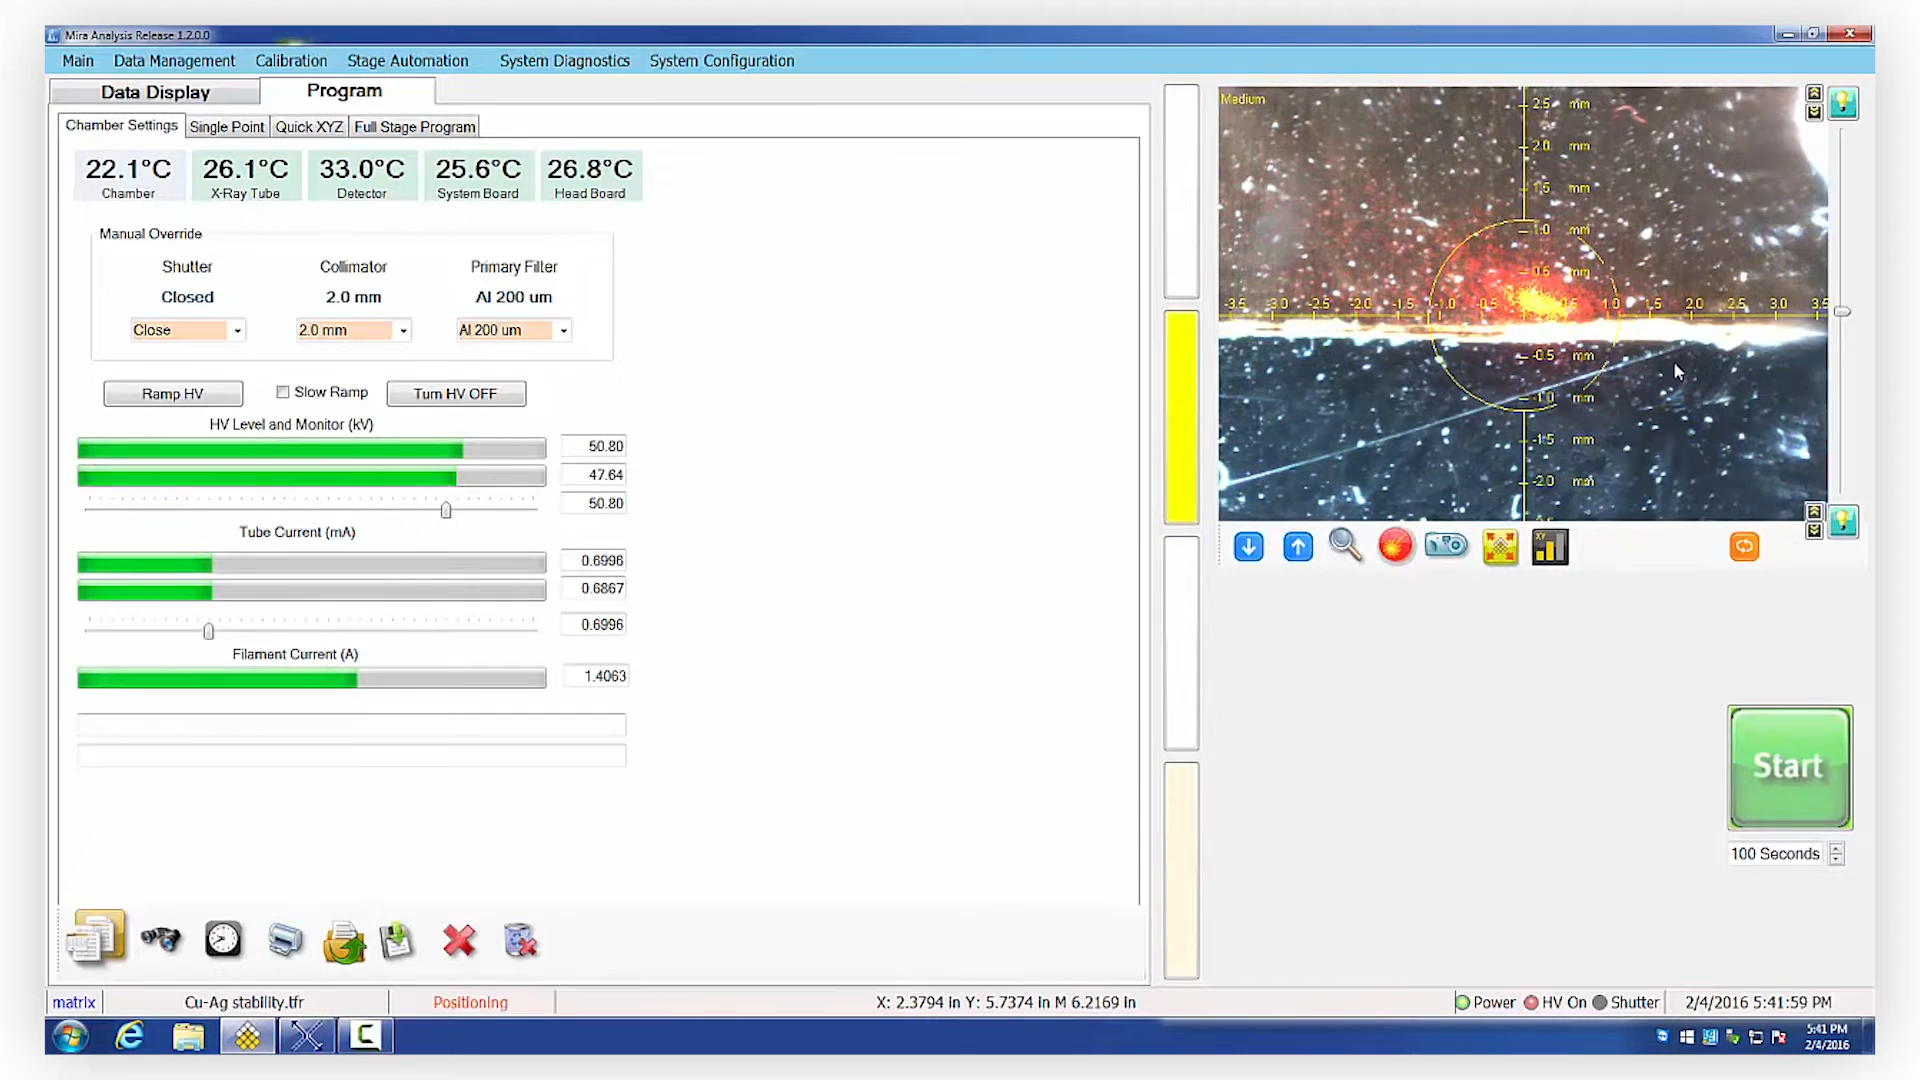 Mira Analysis Release 1.2.0.0
Main Data Management Calibration Stage Automation System Diagnostics System Configuration
Data Display Program
Chamber Settings Single Point Quick XYZ Full Stage Program
22.1°C 26.1°C 33.0°C 25.6°C 26.8°C
Chamber X-Ray Tube Detector System Board Head Board
Manual Override
Shutter Collimator Primary Filter
Closed 2.0 mm Al 200 um
Close 2.0 mm Al 200 um
Ramp HV Slow Ramp Turn HV OFF
HV Level and Monitor (kV)
50.80
47.64
50.80
Tube Current (mA)
0.6996
0.6867
0.6996
Filament Current (A)
1.4063
Medium
2.5 mm
2.0 mm
1.5 mm
1.0 mm
0.5 mm
-3.5 -3.0 -2.5 -2.0 -1.5 -1.0 -0.5 0.5 1.0 1.5 2.0 2.5 3.0 3.5
-0.5 mm
-1.0 mm
-1.5 mm
-2.0 mm
XY
Start
100 Seconds
matrix Cu-Ag stability.tfr Positioning X: 2.3794 in Y: 5.7374 in M 6.2169 in Power HV On Shutter 2/4/2016 5:41:59 PM
5:41 PM
2/4/2016